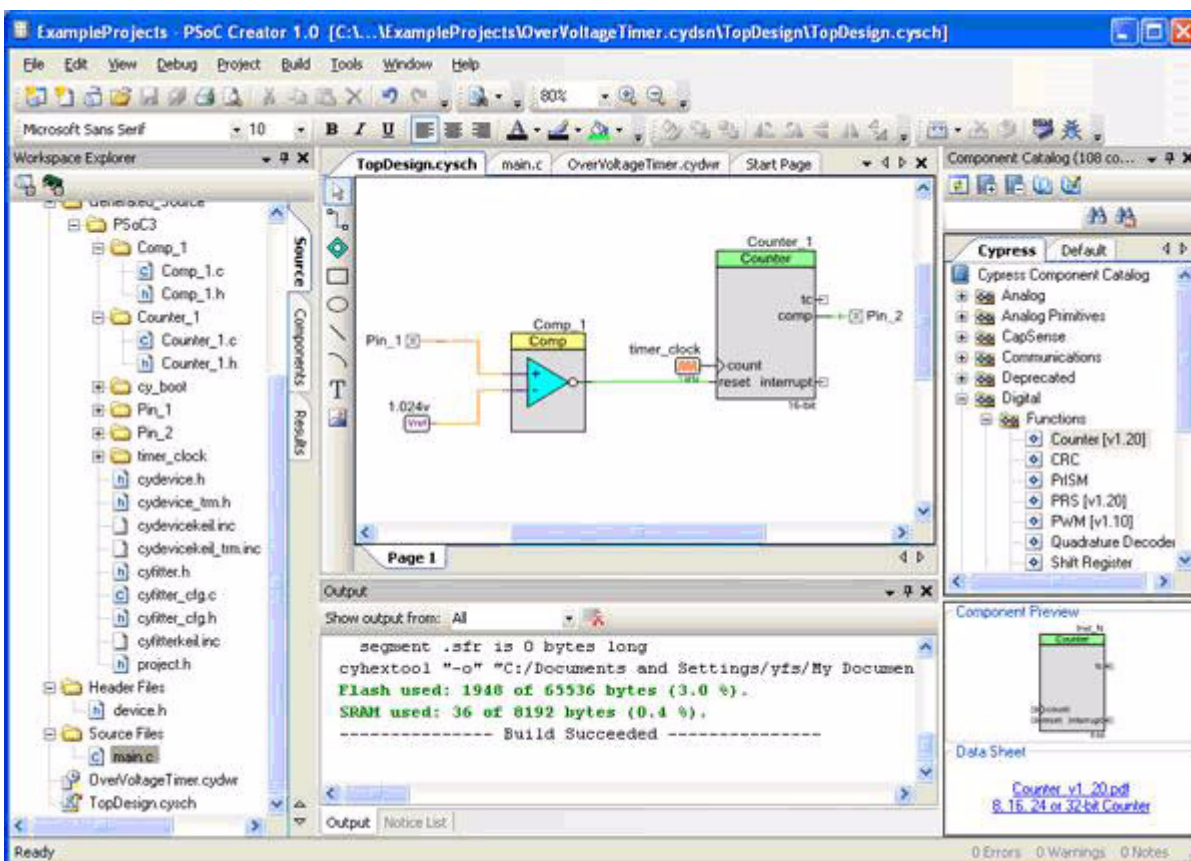 ExampleProjects - PSoC Creator 1.0 [C:\...\ExampleProjects\OverVoltageTimer.cydsn\TopDesign\TopDesign.cysch]
File Edit View Debug Project Build Tools Window Help
80%
Microsoft Sans Serif 10 B I U A
Workspace Explorer
Generated_Source
PSoC3
Comp_1
Comp_1.c
Comp_1.h
Counter_1
Counter_1.c
Counter_1.h
cy_boot
Pin_1
Pin_2
timer_clock
cydevice.h
cydevice_trm.h
cydevicekeil.inc
cydevicekeil_trm.inc
cyfitter.h
cyfitter_cfg.c
cyfitter_cfg.h
cyfitterkeil.inc
project.h
Header Files
device.h
Source Files
main.c
OverVoltageTimer.cydwr
TopDesign.cysch
Source
Components
Results
TopDesign.cysch main.c OverVoltageTimer.cydwr Start Page
T
Counter_1
Counter
tc
comp
Pin_2
timer_clock
count
reset interrupt
16-bit
Comp_1
Comp
Pin_1
1.024v
Vref
Page 1
Output
Show output from: All
segment .sfr is 0 bytes long
cyhextool "-o" "C:/Documents and Settings/yfs/My Documen
Flash used: 1948 of 65536 bytes (3.0 %).
SRAM used: 36 of 8192 bytes (0.4 %).
--------------- Build Succeeded ---------------
Output Notice List
Component Catalog (108 co...
Cypress Default
Cypress Component Catalog
Analog
Analog Primitives
CapSense
Communications
Deprecated
Digital
Functions
Counter [v1.20]
CRC
PrISM
PRS [v1.20]
PWM [v1.10]
Quadrature Decoder
Shift Register
Component Preview
Inst_N
Counter
tc
count
reset interrupt
Data Sheet
Counter_v1_20.pdf
8, 16, 24 or 32-bit Counter
Ready 0 Errors 0 Warnings 0 Notes